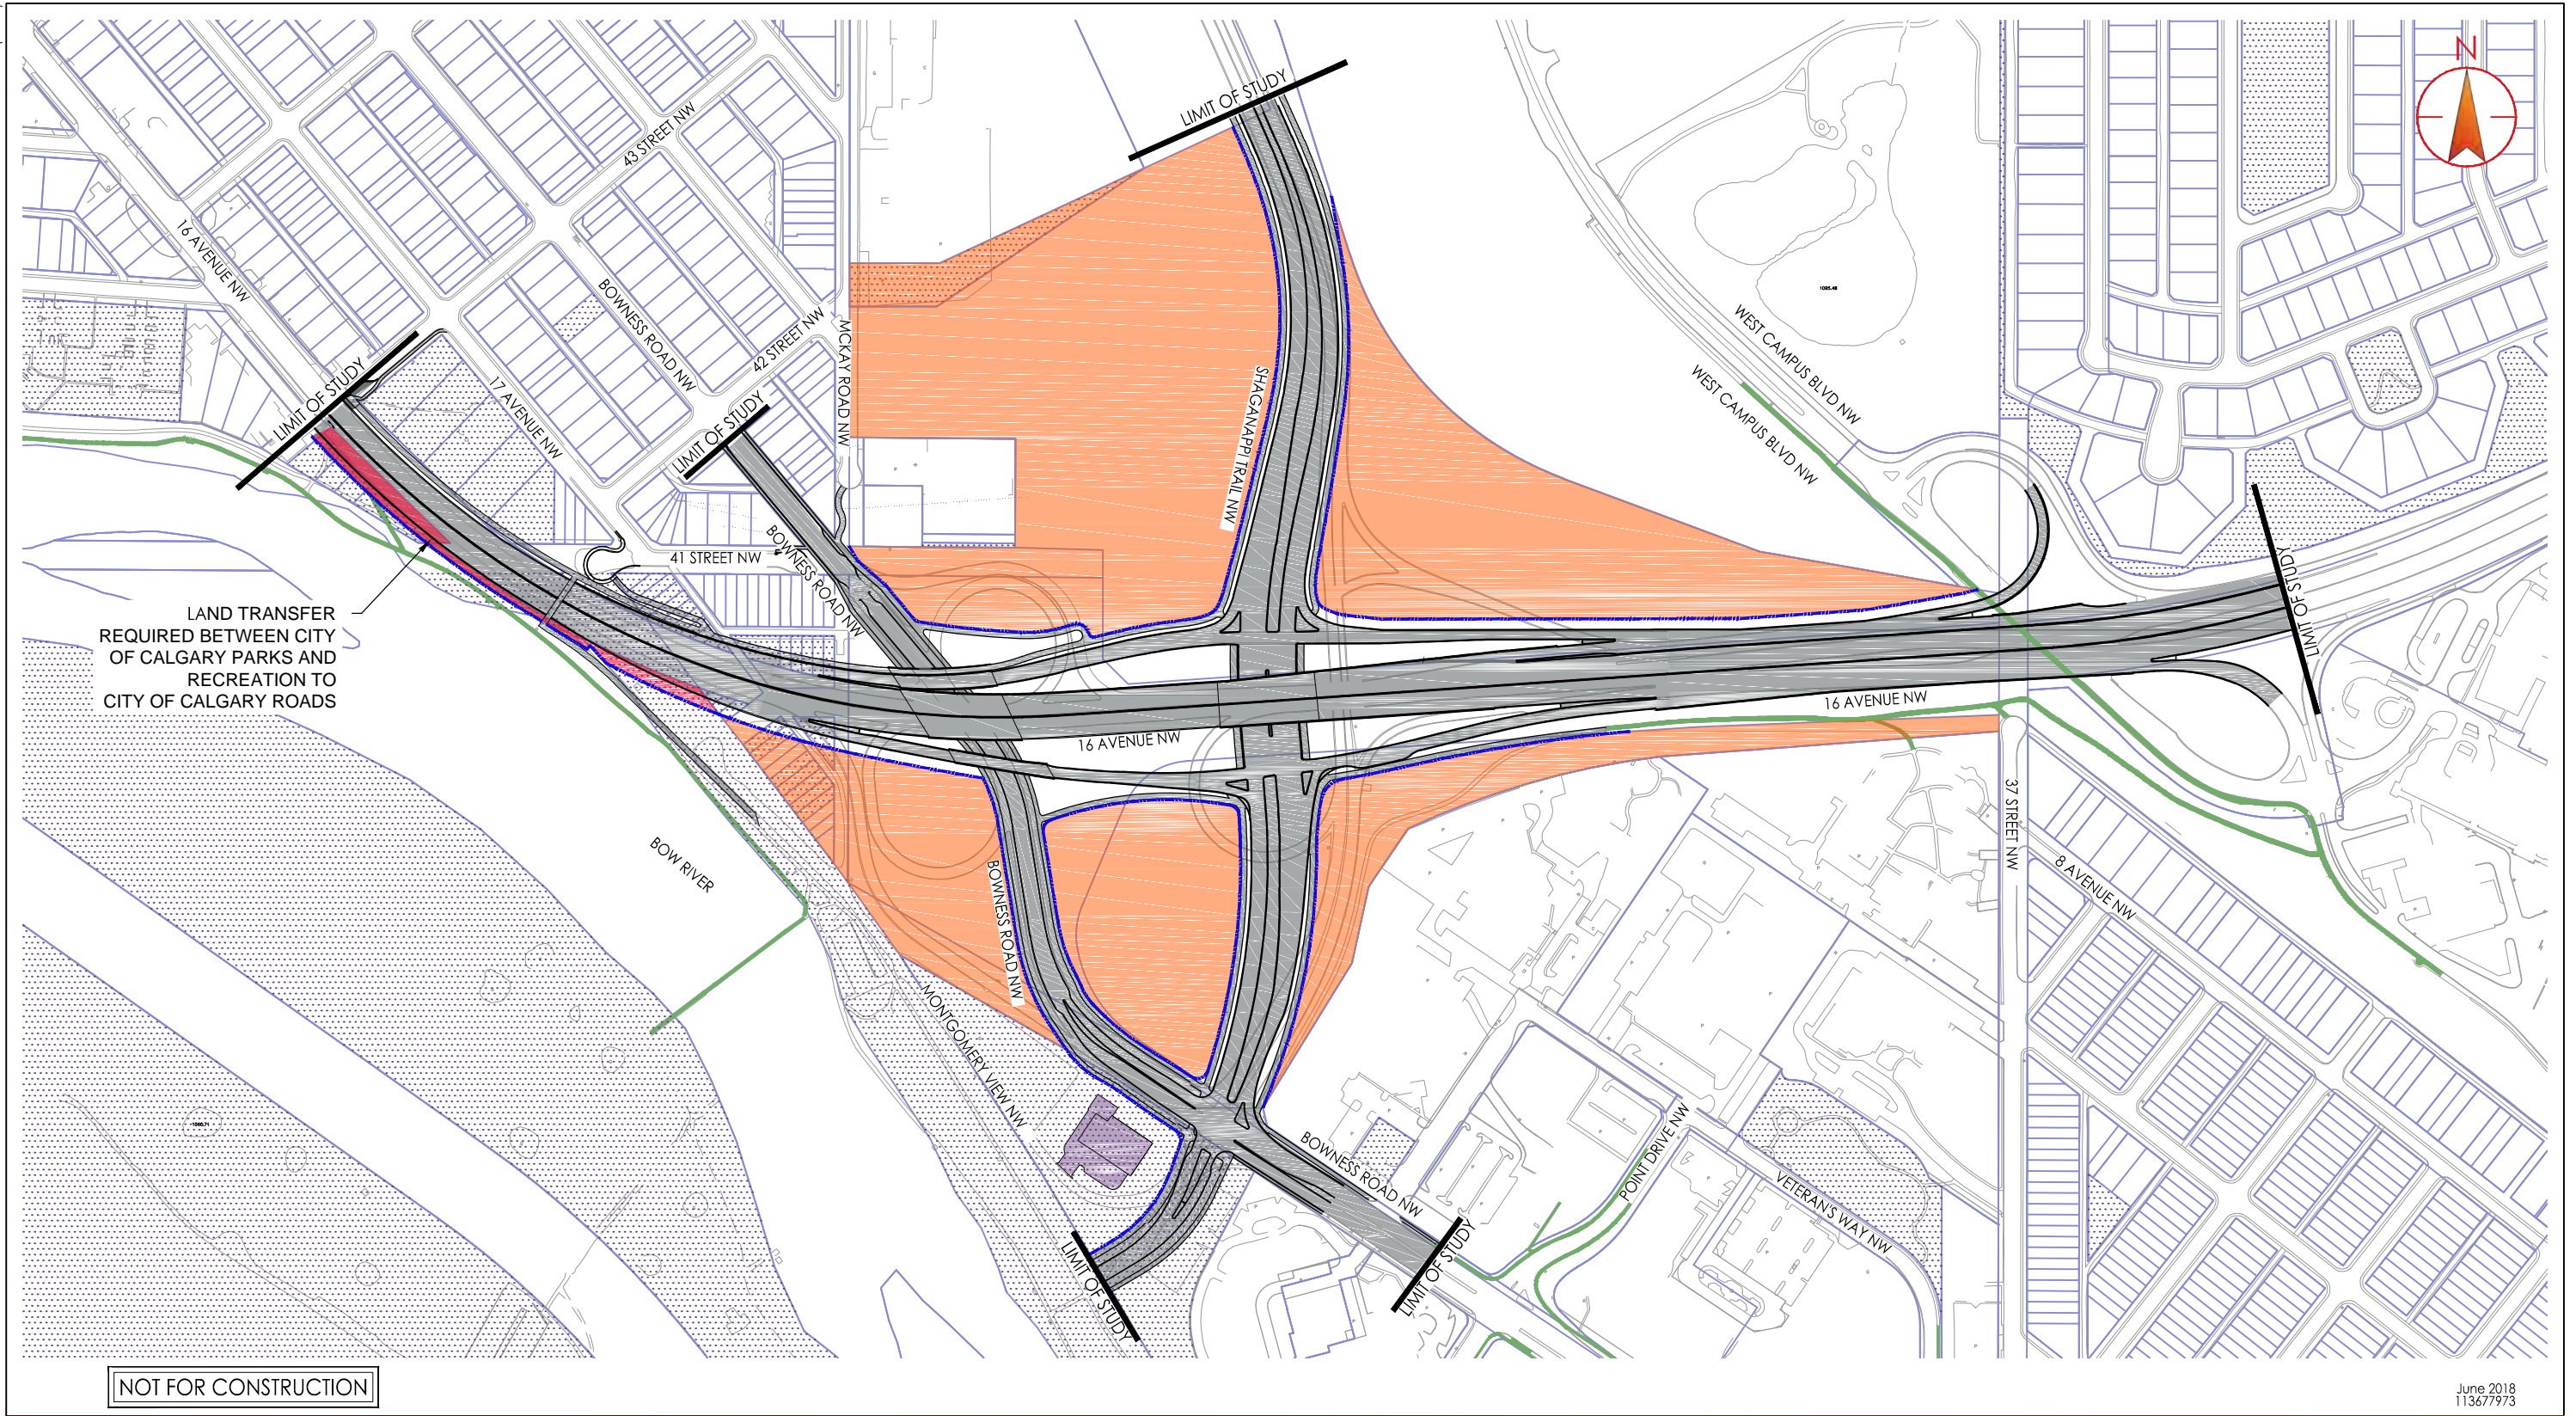 N
LIMIT OF STUDY
43 STREET NW
16 AVENUE NW
BOWNESS ROAD NW
42 STREET NW
MCKAY ROAD NW
1095.48
WEST CAMPUS BLVD NW
WEST CAMPUS BLVD NW
SHAGANAPPI TRAIL NW
LIMIT OF STUDY
17 AVENUE NW
LIMIT OF STUDY
41 STREET NW
BOWNESS ROAD NW
LIMIT OF STUDY
LAND TRANSFER
REQUIRED BETWEEN CITY
OF CALGARY PARKS AND
RECREATION TO
CITY OF CALGARY ROADS
16 AVENUE NW
16 AVENUE NW
37 STREET NW
8 AVENUE NW
BOW RIVER
BOWNESS ROAD NW
MONTGOMERY VIEW NW
BOWNESS ROAD NW
POINT DRIVE NW
VETERAN'S WAY NW
LIMIT OF STUDY
LIMIT OF STUDY
NOT FOR CONSTRUCTION
June 2018
113677973